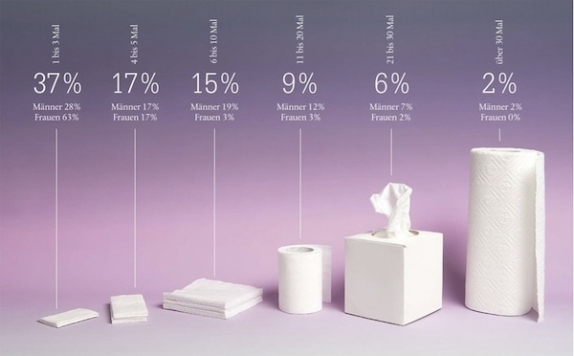 1 bis 3 Mal
37%
Männer 28%
Frauen 63%
4 bis 5 Mal
17%
Männer 17%
Frauen 17%
6 bis 10 Mal
15%
Männer 19%
Frauen 3%
11 bis 20 Mal
9%
Männer 12%
Frauen 3%
21 bis 30 Mal
6%
Männer 7%
Frauen 2%
über 30 Mal
2%
Männer 2%
Frauen 0%